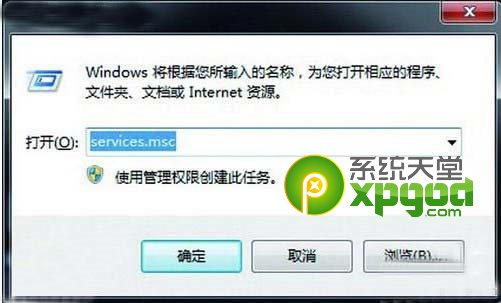 Windows 将根据您所输入的名称，为您打开相应的程序、
文件夹、文档或 Internet 资源。
打开(O):
services.msc
使用管理权限创建此任务。
系统天堂
xpgod
.com
确定
取消
浏览(B)...